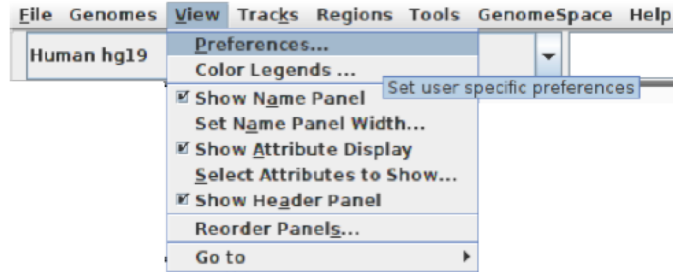 File Genomes View Tracks Regions Tools GenomeSpace Help
Human hg19
Preferences...
Color Legends ...
Set user specific preferences
Show Name Panel
Set Name Panel Width...
Show Attribute Display
Select Attributes to Show...
Show Header Panel
Reorder Panels...
Go to